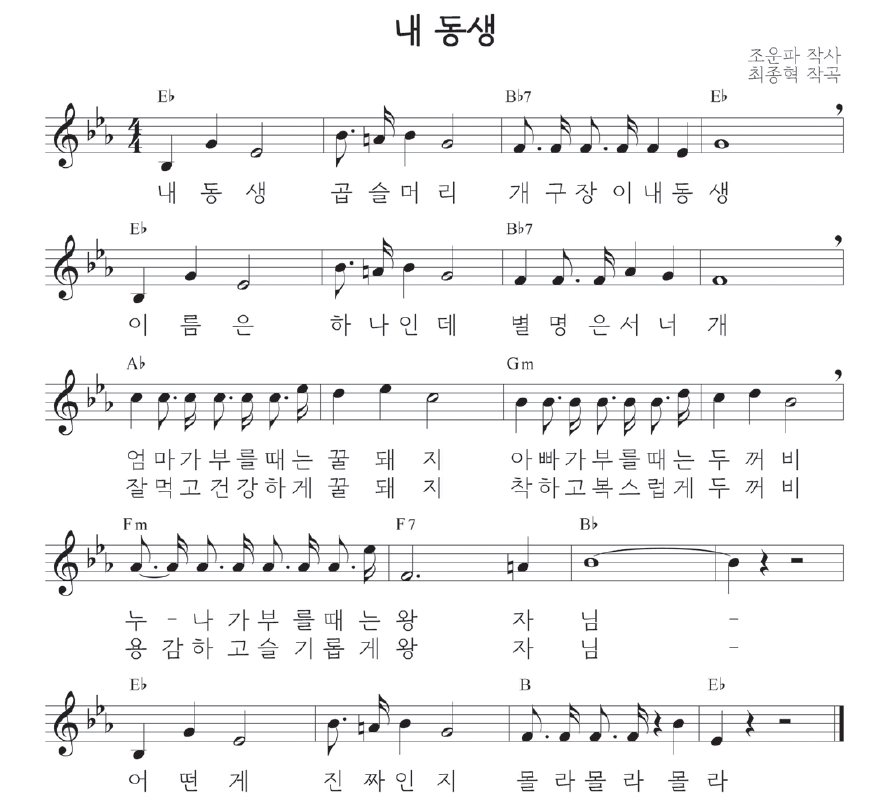 내 동생
조운파 작사
최종혁 작곡
E♭ B♭7 E♭
내 동 생 곱 슬 머 리 개 구 장 이 내 동 생
E♭ B♭7
이 름 은 하 나 인 데 별 명 은 서 너 개
A♭ Gm
엄 마 가 부 를 때 는 꿀 돼 지 아 빠 가 부 를 때 는 두 꺼 비
잘 먹 고 건 강 하 게 꿀 돼 지 착 하 고 복 스 럽 게 두 꺼 비
Fm F7 B♭
누 - 나 가 부 를 때 는 왕 자 님 -
용 감 하 고 슬 기 롭 게 왕 자 님 -
E♭ B E♭
어 떤 게 진 짜 인 지 몰 라 몰 라 몰 라